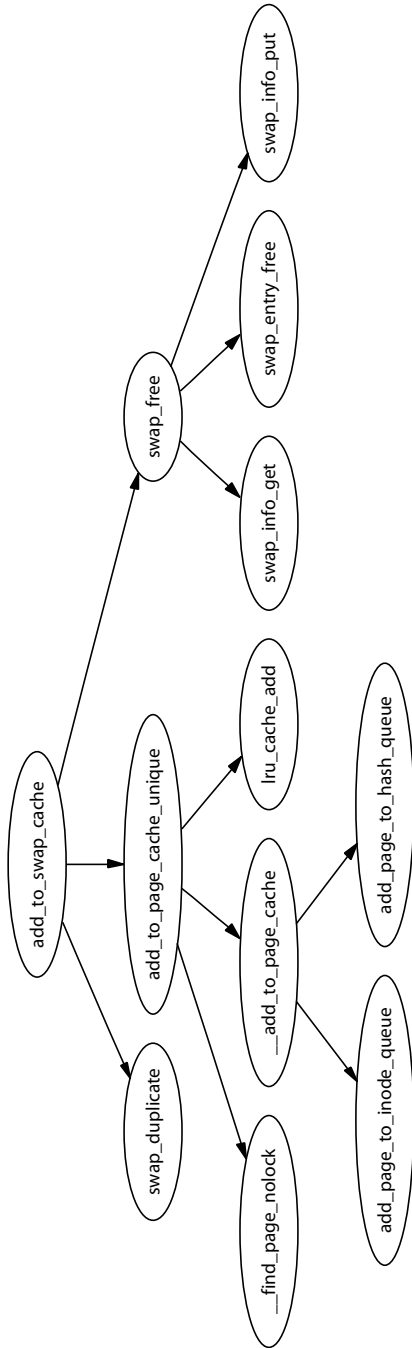 add_to_swap_cache
swap_duplicate
add_to_page_cache_unique
swap_free
__find_page_nolock
__add_to_page_cache
lru_cache_add
swap_info_get
swap_entry_free
swap_info_put
add_page_to_inode_queue
add_page_to_hash_queue